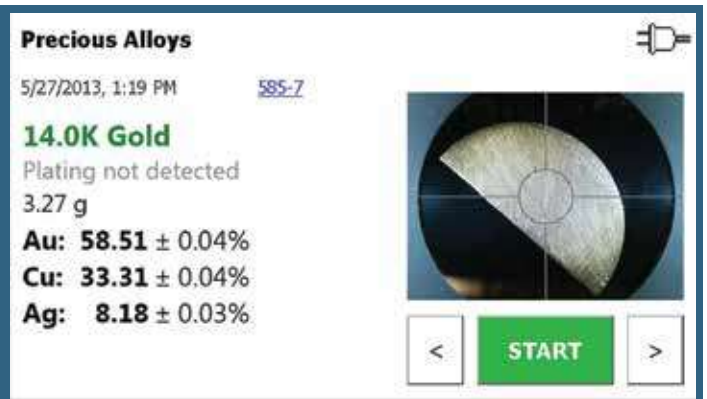 Precious Alloys
5/27/2013, 1:19 PM 585-7
14.0K Gold
Plating not detected
3.27 g
Au: 58.51 ± 0.04%
Cu: 33.31 ± 0.04%
Ag: 8.18 ± 0.03%
< START >